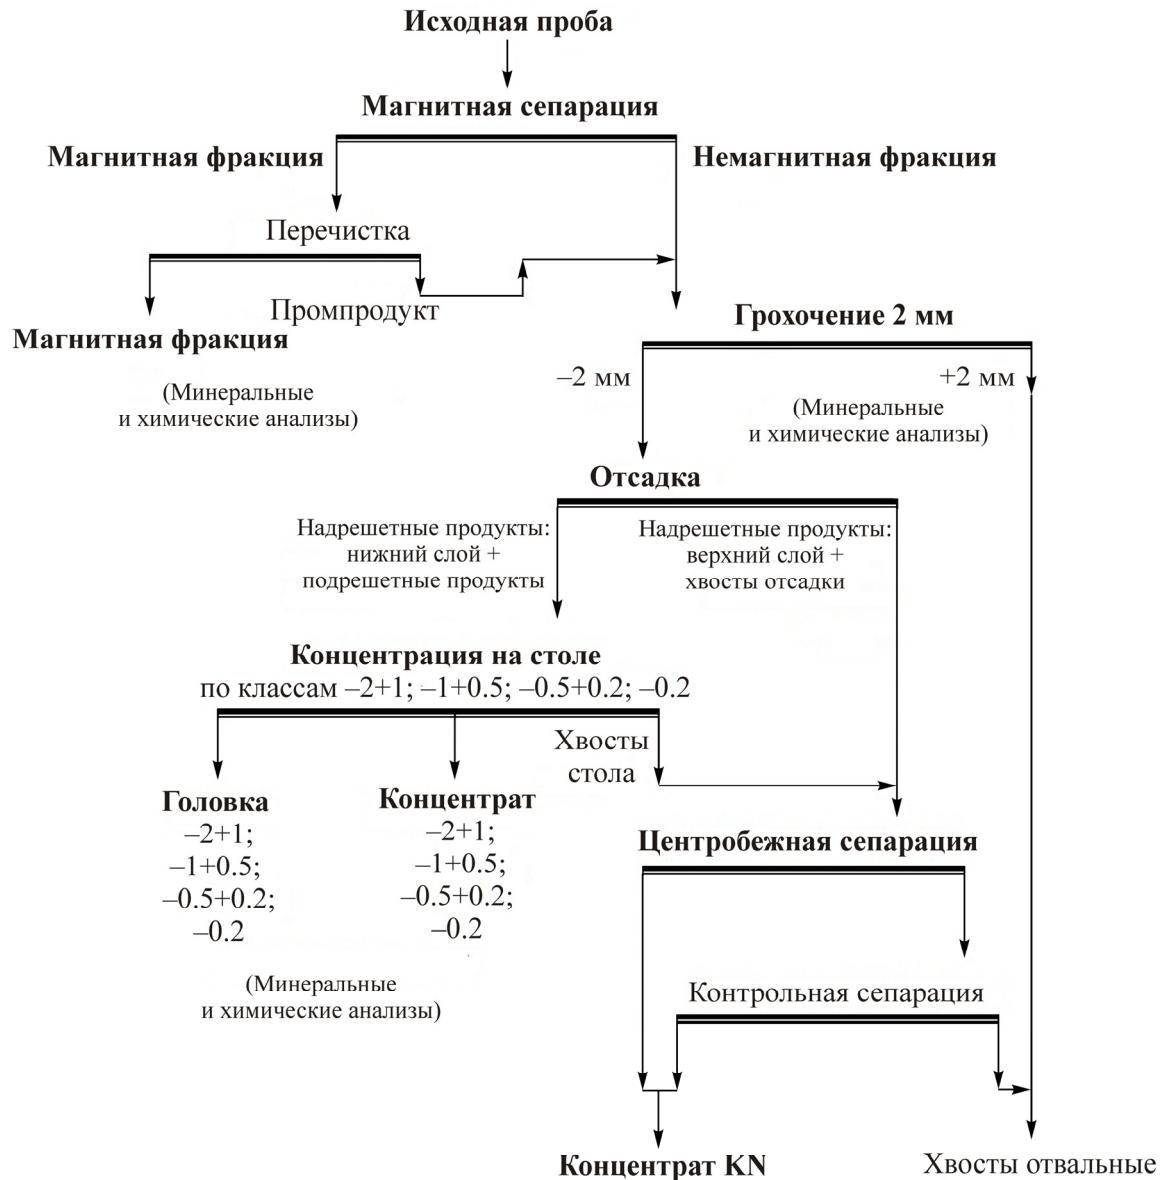 Исходная проба
Магнитная сепарация
Магнитная фракция
Немагнитная фракция
Перечистка
Промпродукт
Магнитная фракция
(Минеральные
и химические анализы)
Грохочение 2 мм
–2 мм
+2 мм
(Минеральные
и химические анализы)
Отсадка
Надрешетные продукты:
нижний слой +
подрешетные продукты
Надрешетные продукты:
верхний слой +
хвосты отсадки
Концентрация на столе
по классам –2+1; –1+0.5; –0.5+0.2; –0.2
Хвосты
стола
Головка
–2+1;
–1+0.5;
–0.5+0.2;
–0.2
Концентрат
–2+1;
–1+0.5;
–0.5+0.2;
–0.2
(Минеральные
и химические анализы)
Центробежная сепарация
Контрольная сепарация
Концентрат KN
Хвосты отвальные